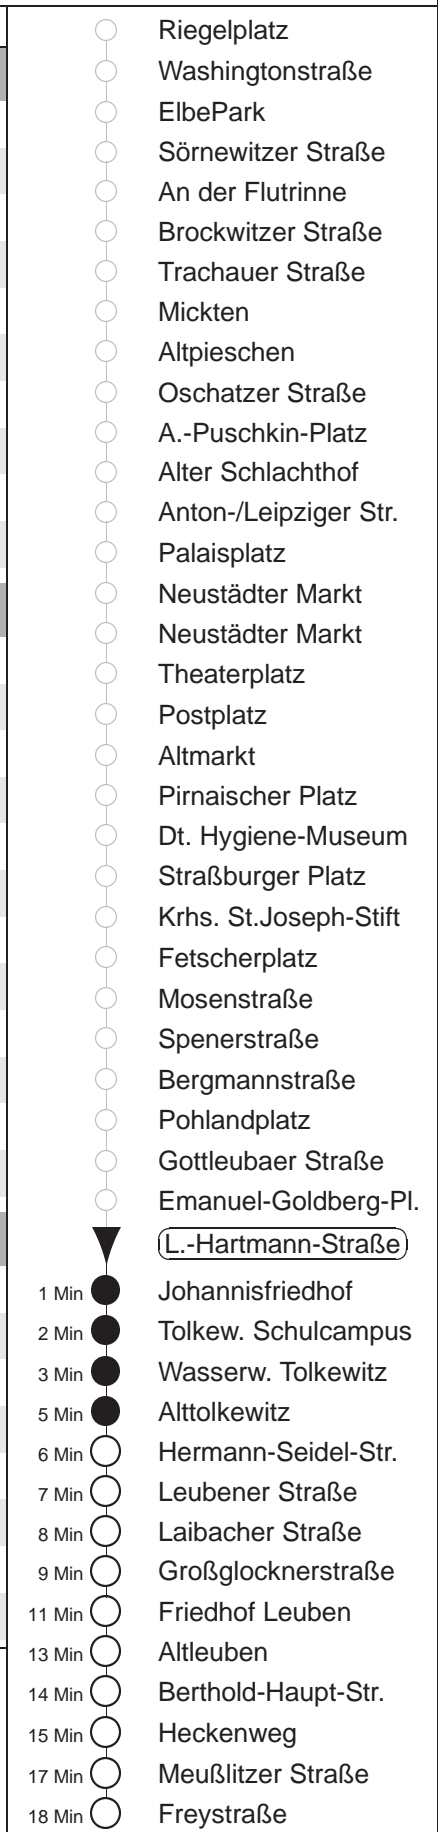 Riegelplatz
Washingtonstraße
ElbePark
Sörnewitzer Straße
An der Flutrinne
Brockwitzer Straße
Trachauer Straße
Mickten
Altpieschen
Oschatzer Straße
A.-Puschkin-Platz
Alter Schlachthof
Anton-/Leipziger Str.
Palaisplatz
Neustädter Markt
Neustädter Markt
Theaterplatz
Postplatz
Altmarkt
Pirnaischer Platz
Dt. Hygiene-Museum
Straßburger Platz
Krhs. St.Joseph-Stift
Fetscherplatz
Mosenstraße
Spenerstraße
Bergmannstraße
Pohlandplatz
Gottleubaer Straße
Emanuel-Goldberg-Pl.
L.-Hartmann-Straße
1 Min Johannisfriedhof
2 Min Tolkew. Schulcampus
3 Min Wasserw. Tolkewitz
5 Min Alttolkewitz
6 Min Hermann-Seidel-Str.
7 Min Leubener Straße
8 Min Laibacher Straße
9 Min Großglocknerstraße
11 Min Friedhof Leuben
13 Min Altleuben
14 Min Berthold-Haupt-Str.
15 Min Heckenweg
17 Min Meußlitzer Straße
18 Min Freystraße